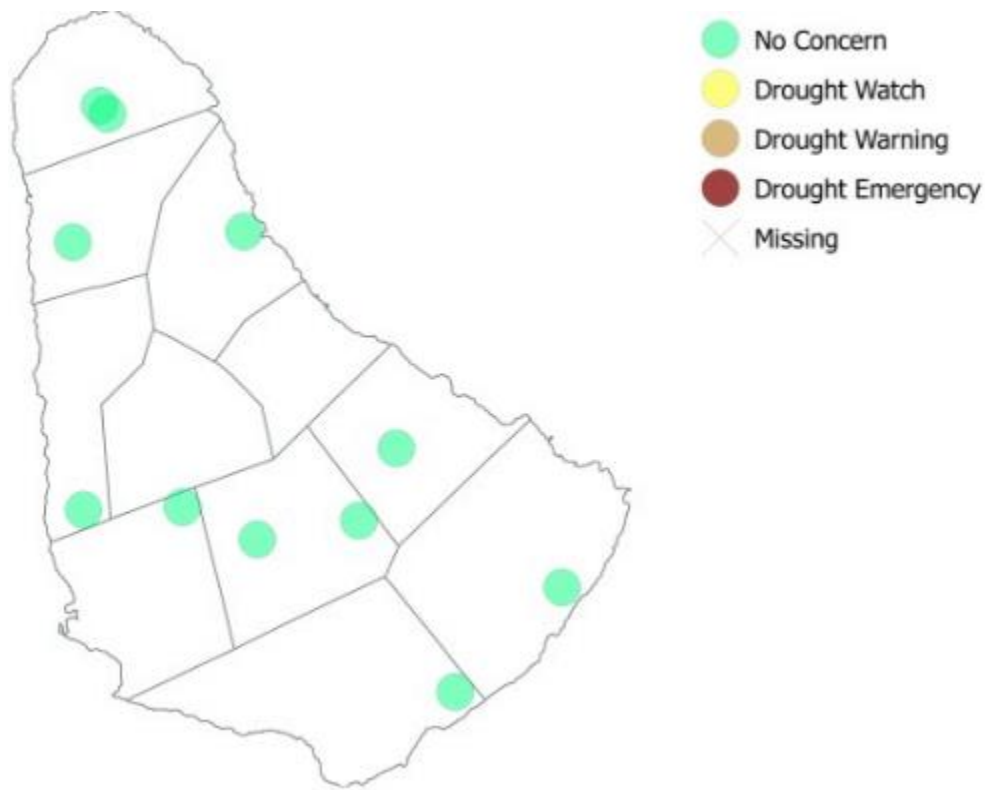 No Concern
Drought Watch
Drought Warning
Drought Emergency
Missing